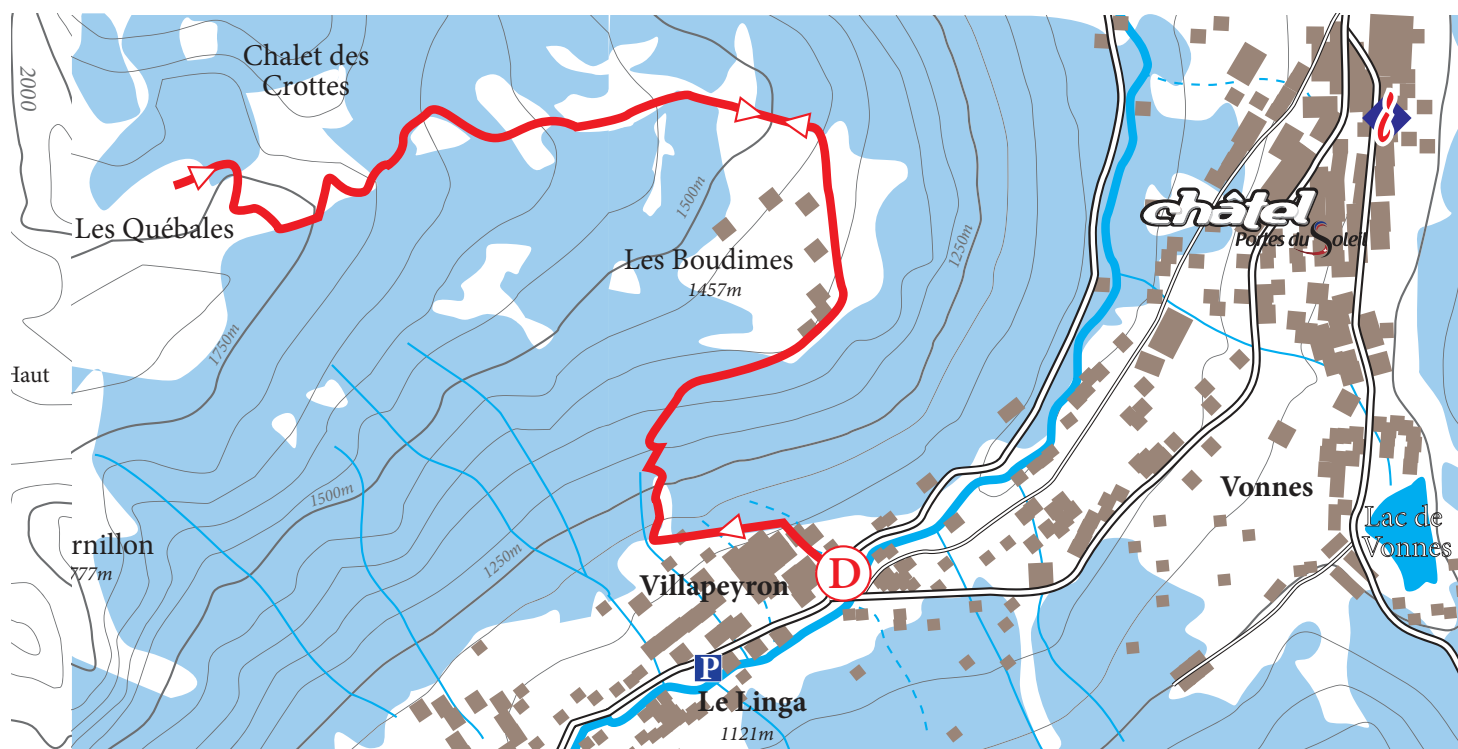 2000
Chalet des
Crottes
Les Québales
1500m
Les Boudimes
1457m
1250m
châtel
Portes du Soleil
i
1750m
Haut
1500m
rnillon
777m
1250m
Villapeyron
D
P
Le Linga
1121m
Vonnes
Lac de
Vonnes